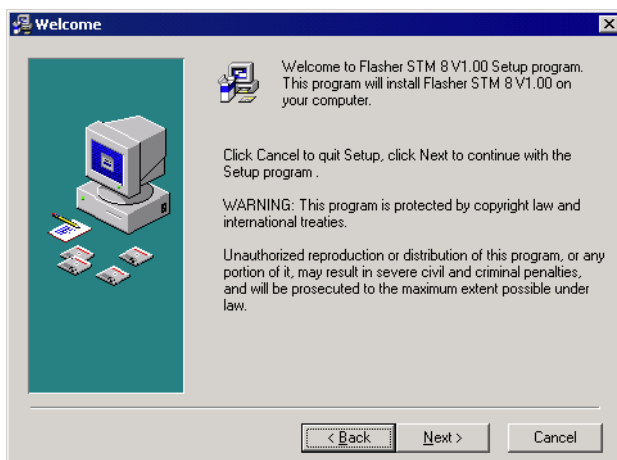 Welcome
Welcome to Flasher STM 8 V1.00 Setup program.
This program will install Flasher STM 8 V1.00 on
your computer.
Click Cancel to quit Setup, click Next to continue with the
Setup program .
WARNING: This program is protected by copyright law and
international treaties.
Unauthorized reproduction or distribution of this program, or any
portion of it, may result in severe civil and criminal penalties,
and will be prosecuted to the maximum extent possible under
law.
< Back
Next >
Cancel